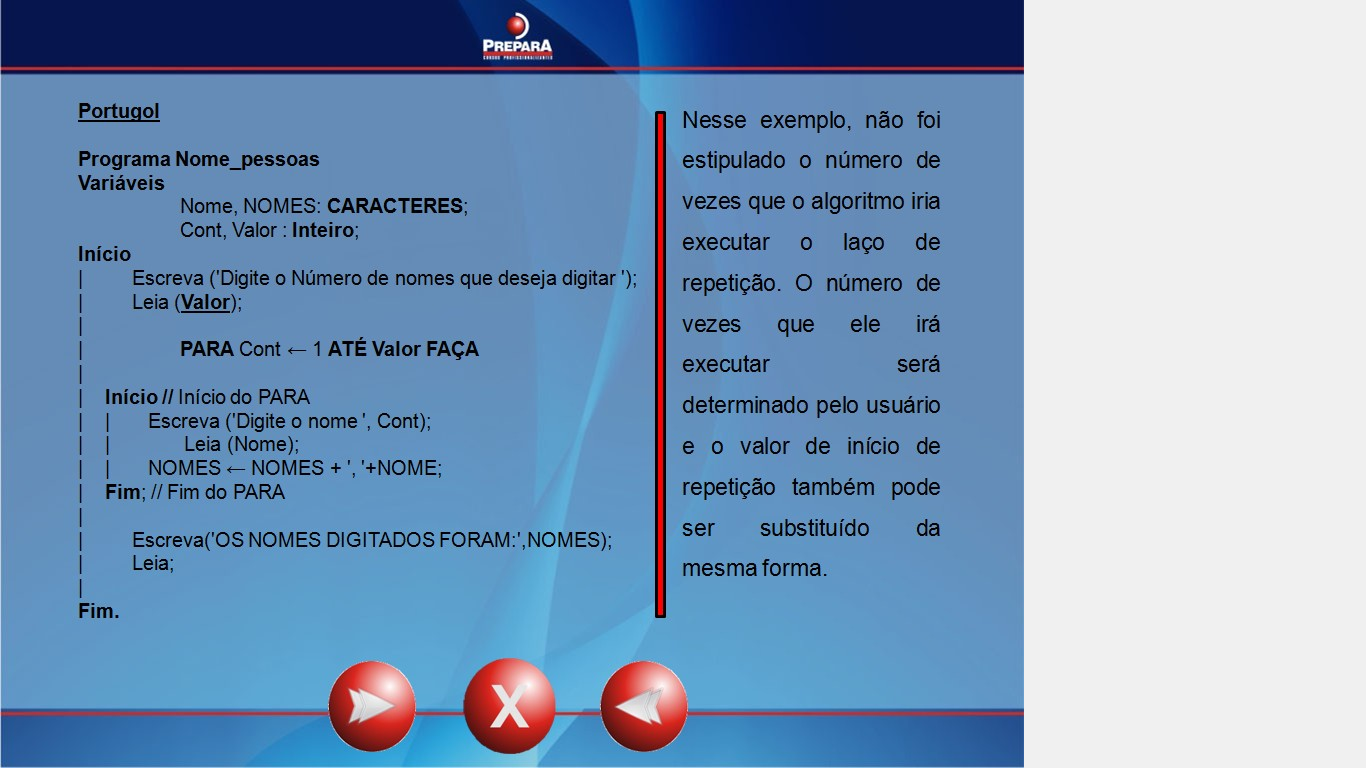 PREPARA
CURSOS PROFISSIONALIZANTES
Portugol
Programa Nome_pessoas
Variáveis
Nome, NOMES: CARACTERES;
Cont, Valor : Inteiro;
Início
| Escreva ('Digite o Número de nomes que deseja digitar ');
| Leia (Valor);
|
| PARA Cont ← 1 ATÉ Valor FAÇA
|
| Início // Início do PARA
| | Escreva ('Digite o nome ', Cont);
| | Leia (Nome);
| | NOMES ← NOMES + ', '+NOME;
| Fim; // Fim do PARA
|
| Escreva('OS NOMES DIGITADOS FORAM:',NOMES);
| Leia;
|
Fim.
Nesse exemplo, não foi
estipulado o número de
vezes que o algoritmo iria
executar o laço de
repetição. O número de
vezes que ele irá
executar será
determinado pelo usuário
e o valor de início de
repetição também pode
ser substituído da
mesma forma.
X